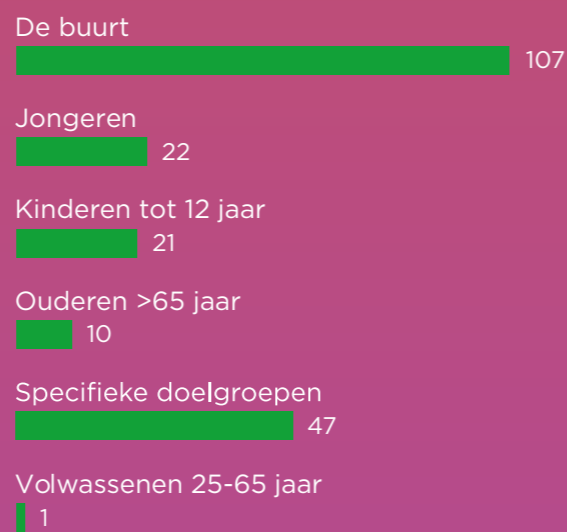 De buurt
107
Jongeren
22
Kinderen tot 12 jaar
21
Ouderen >65 jaar
10
Specifieke doelgroepen
47
Volwassenen 25-65 jaar
1